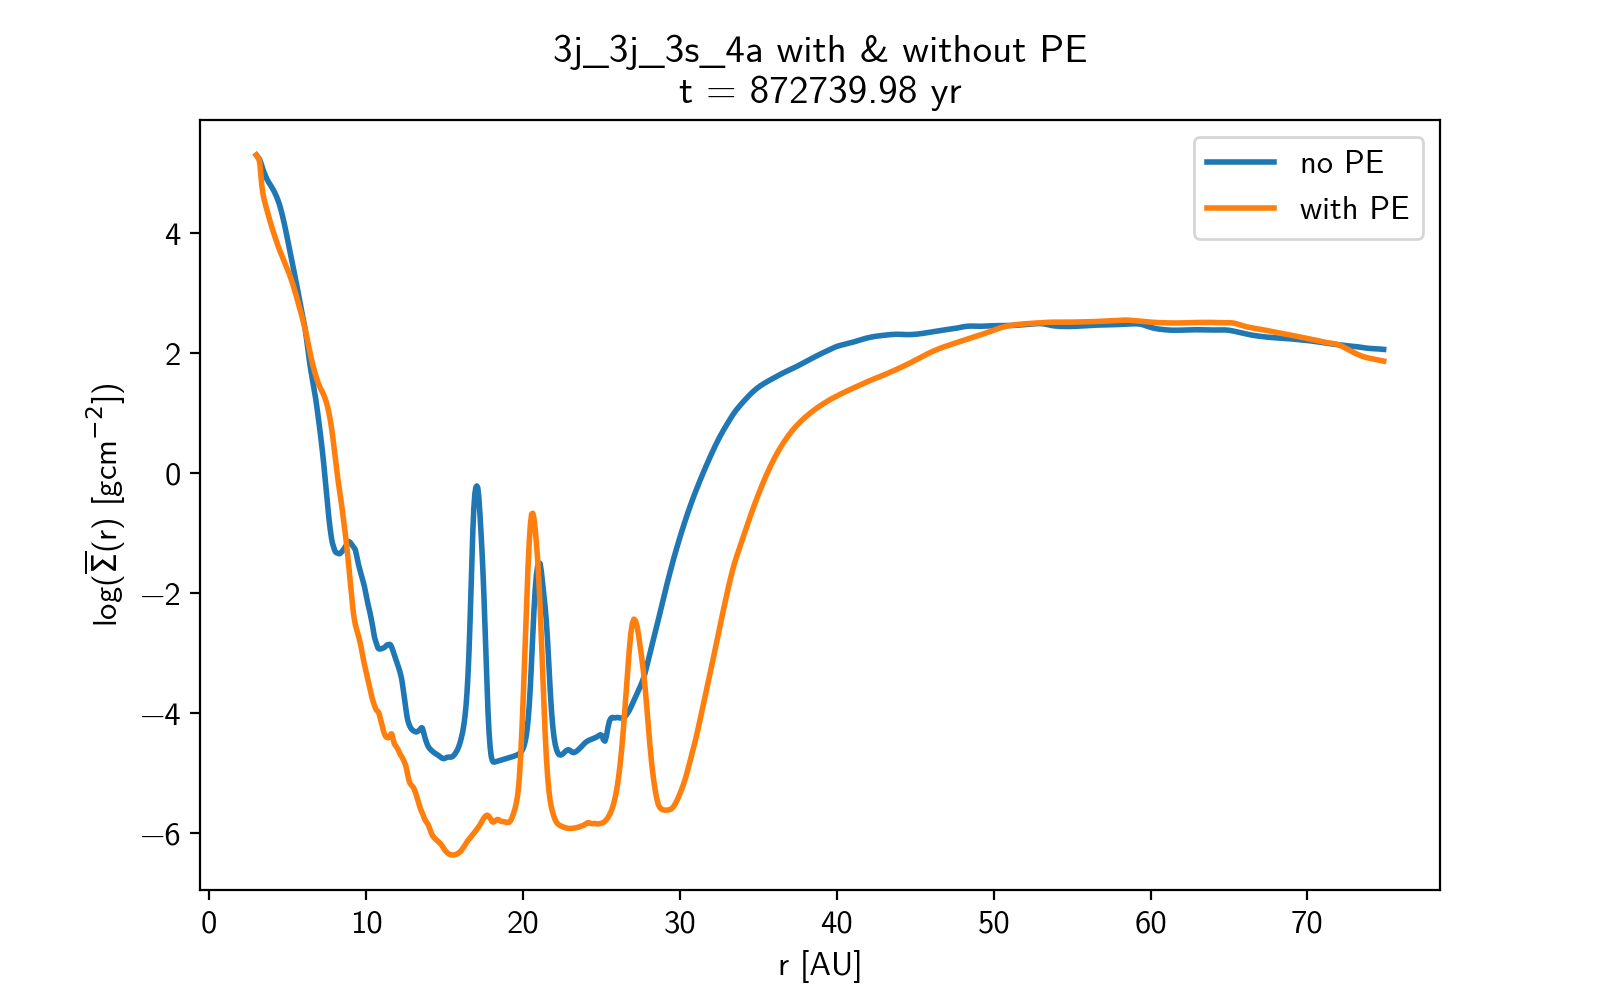 3j_3j_3s_4a with & without PE
t = 872739.98 yr
no PE
with PE
4
2
0
−2
−4
−6
log(Σ̅(r) [gcm⁻²])
0 10 20 30 40 50 60 70
r [AU]